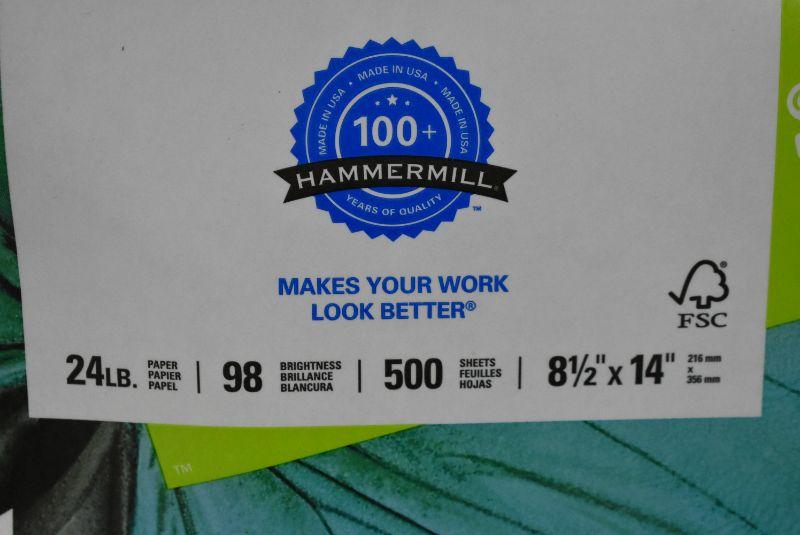 MADE IN USA • MADE IN USA • MADE IN USA
100+
HAMMERMILL®
YEARS OF QUALITY
TM
MAKES YOUR WORK
LOOK BETTER®
FSC®
24LB. PAPER PAPIER PAPEL | 98 BRIGHTNESS BRILLANCE BLANCURA | 500 SHEETS FEUILLES HOJAS | 8½" x 14" 216 mm x 356 mm
TM